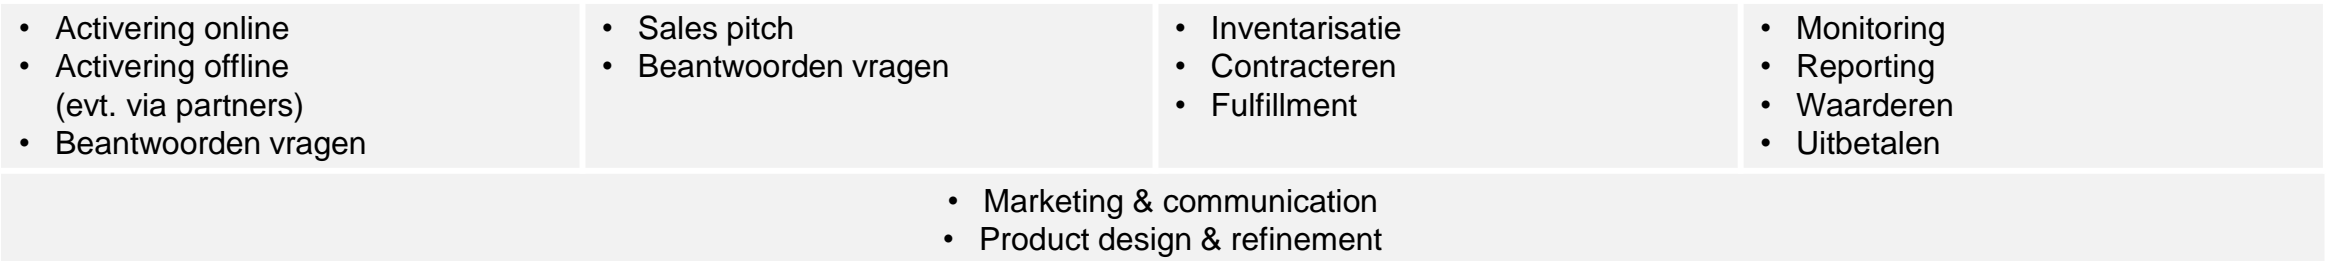 • Activering online
• Activering offline
(evt. via partners)
• Beantwoorden vragen
• Sales pitch
• Beantwoorden vragen
• Inventarisatie
• Contracteren
• Fulfillment
• Monitoring
• Reporting
• Waarderen
• Uitbetalen
• Marketing & communication
• Product design & refinement